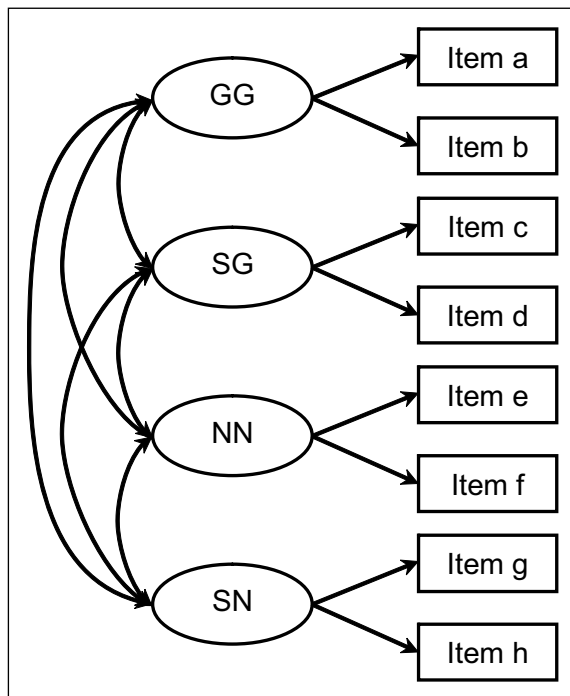 Item a
GG
Item b
Item c
SG
Item d
Item e
NN
Item f
Item g
SN
Item h